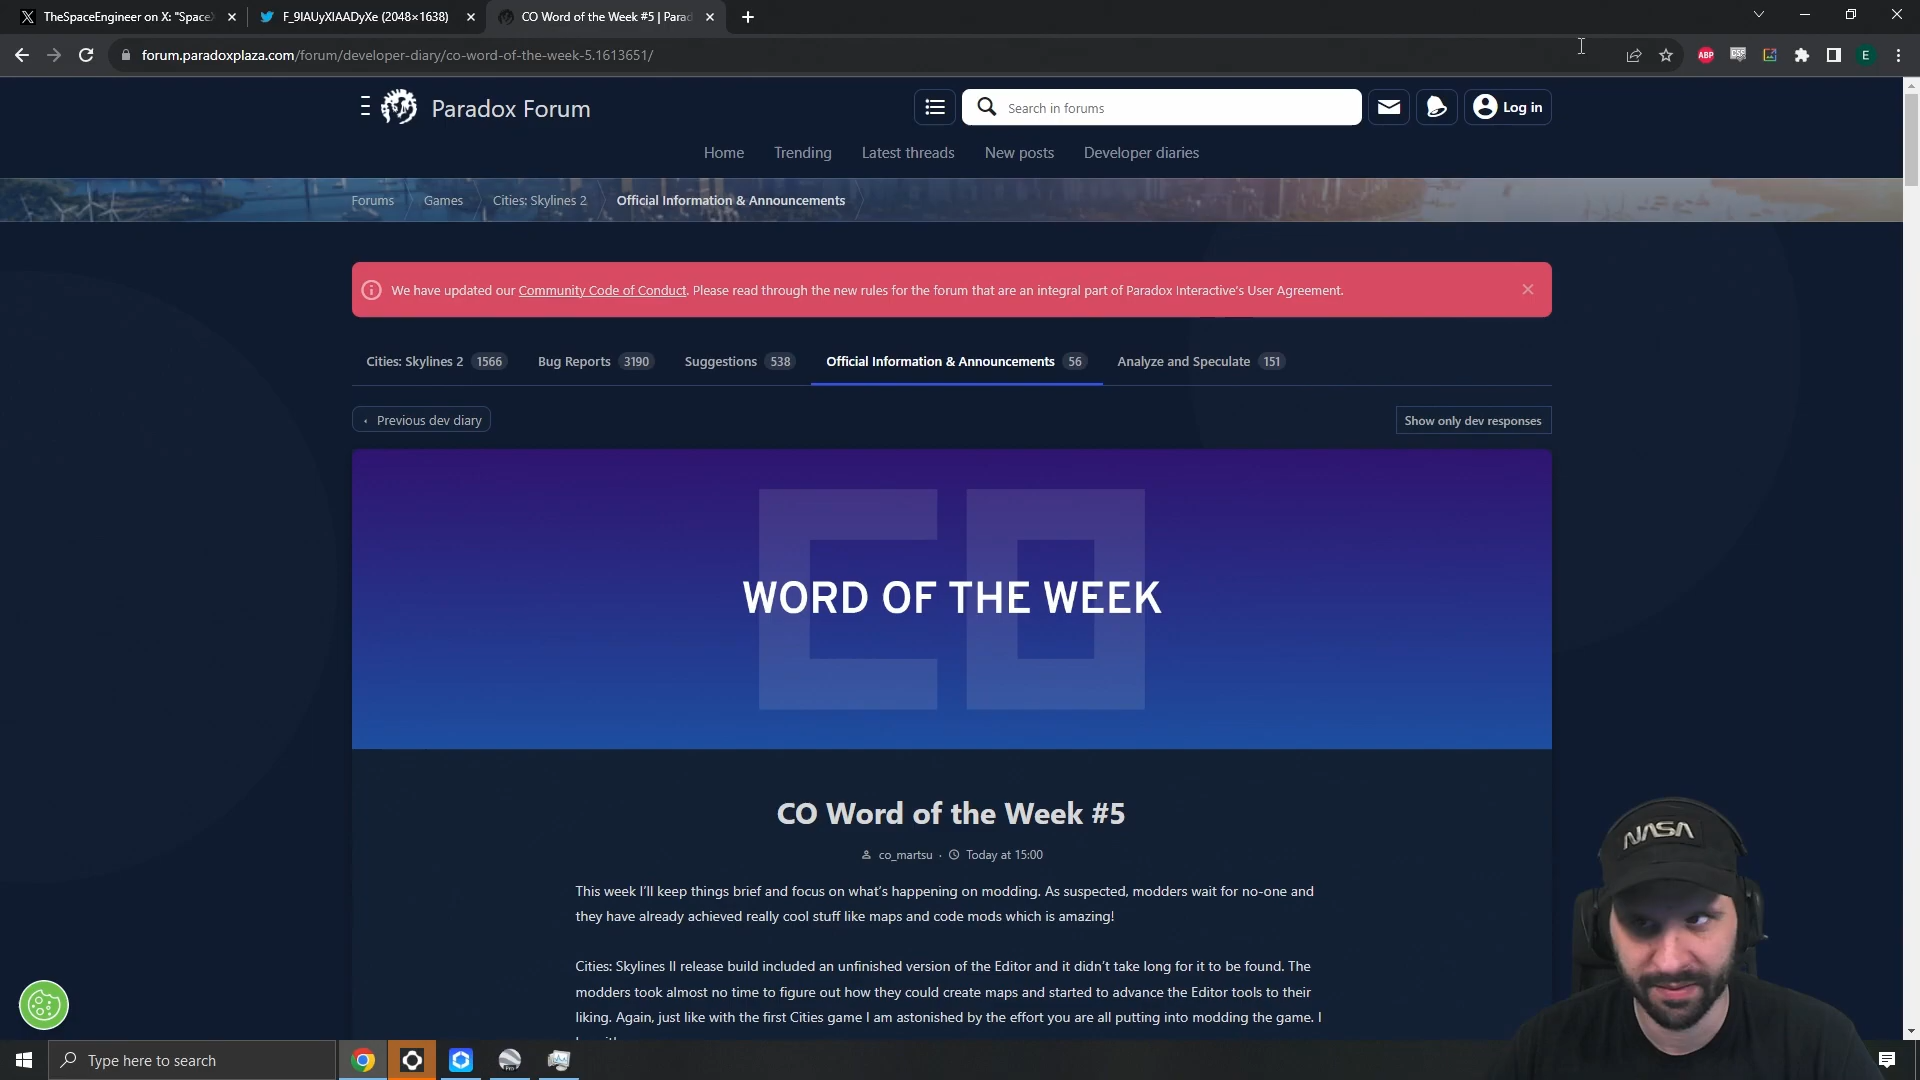 TheSpaceEngineer on X: "SpaceX
F_9IAUyXIAADyXe (2048×1638)
CO Word of the Week #5 | Parad
forum.paradoxplaza.com/forum/developer-diary/co-word-of-the-week-5.1613651/
ABP
E
Paradox Forum
Search in forums
Log in
Home
Trending
Latest threads
New posts
Developer diaries
Forums
Games
Cities: Skylines 2
Official Information & Announcements
We have updated our Community Code of Conduct. Please read through the new rules for the forum that are an integral part of Paradox Interactive's User Agreement.
Cities: Skylines 2 1566
Bug Reports 3190
Suggestions 538
Official Information & Announcements 56
Analyze and Speculate 151
Previous dev diary
Show only dev responses
CO
WORD OF THE WEEK
CO Word of the Week #5
co_martsu · Today at 15:00
This week I'll keep things brief and focus on what's happening on modding. As suspected, modders wait for no-one and
they have already achieved really cool stuff like maps and code mods which is amazing!
Cities: Skylines II release build included an unfinished version of the Editor and it didn't take long for it to be found. The
modders took almost no time to figure out how they could create maps and started to advance the Editor tools to their
liking. Again, just like with the first Cities game I am astonished by the effort you are all putting into modding the game. I
NASA
Type here to search